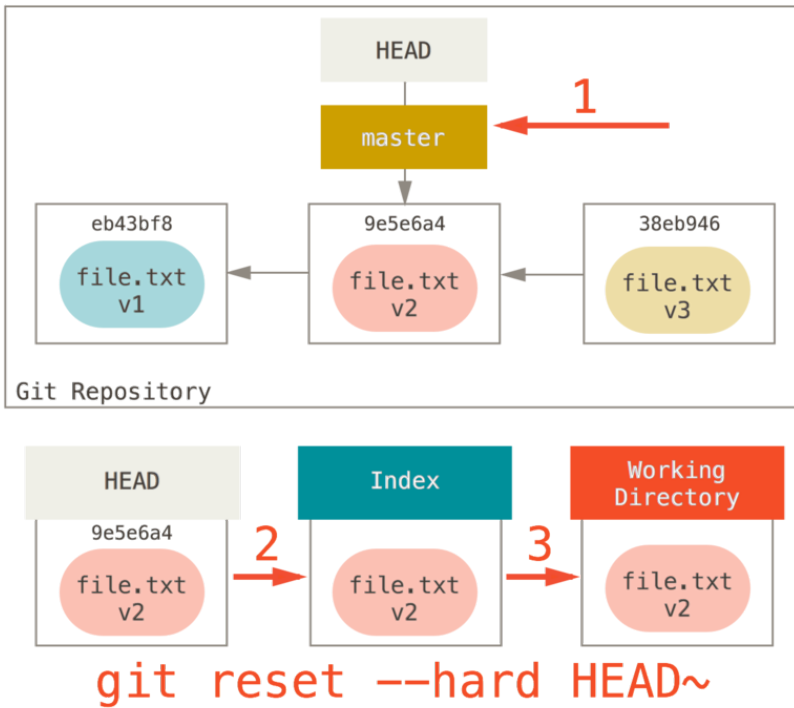 HEAD
1
master
eb43bf8
9e5e6a4
38eb946
file.txt
v1
file.txt
v2
file.txt
v3
Git Repository
HEAD
Index
Working
Directory
9e5e6a4
2
3
file.txt
v2
file.txt
v2
file.txt
v2
git reset --hard HEAD~